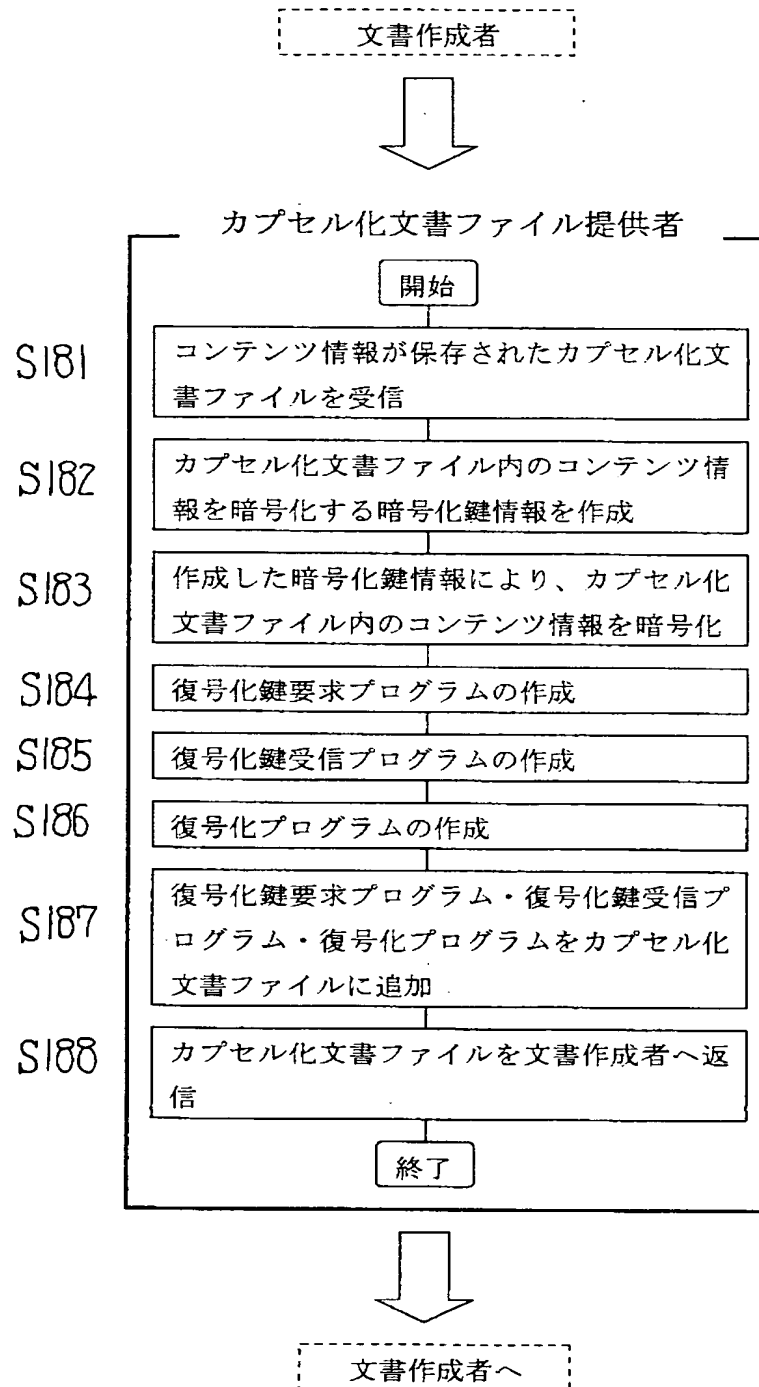 文書作成者
カプセル化文書ファイル提供者
開始
S181
コンテンツ情報が保存されたカプセル化文
書ファイルを受信
S182
カプセル化文書ファイル内のコンテンツ情
報を暗号化する暗号化鍵情報を作成
S183
作成した暗号化鍵情報により、カプセル化
文書ファイル内のコンテンツ情報を暗号化
S184
復号化鍵要求プログラムの作成
S185
復号化鍵受信プログラムの作成
S186
復号化プログラムの作成
S187
復号化鍵要求プログラム・復号化鍵受信プ
ログラム・復号化プログラムをカプセル化
文書ファイルに追加
S188
カプセル化文書ファイルを文書作成者へ返
信
終了
文書作成者へ